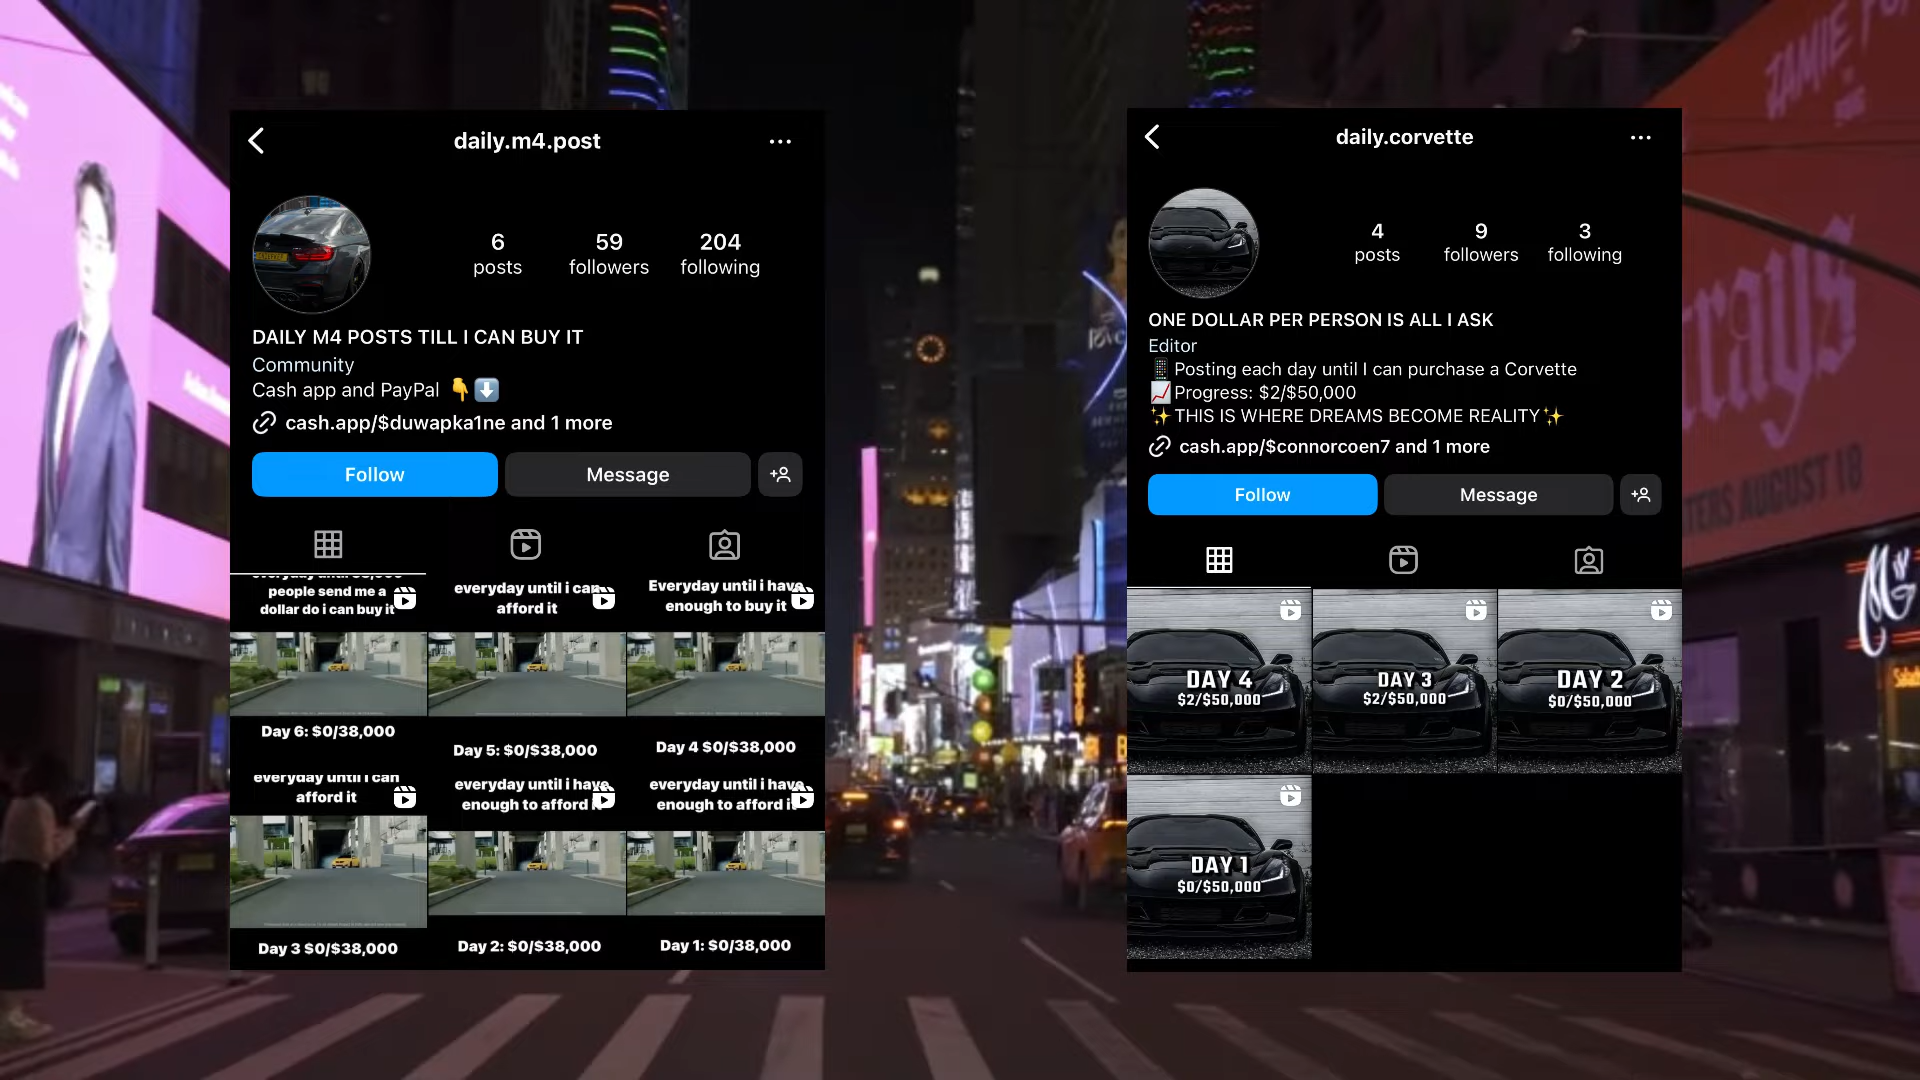 daily.m4.post
6
posts
59
followers
204
following
DAILY M4 POSTS TILL I CAN BUY IT
Community
Cash app and PayPal 👇⬇️
cash.app/$duwapka1ne and 1 more
Follow
Message
people send me a
dollar do i can buy it
everyday until i can
afford it
Everyday until i have
enough to buy it
Day 6: $0/38,000
Day 5: $0/$38,000
Day 4 $0/$38,000
everyday until i can
afford it
everyday until i have
enough to afford
everyday until i have
enough to afford it
Day 3 $0/$38,000
Day 2: $0/$38,000
Day 1: $0/38,000
daily.corvette
4
posts
9
followers
3
following
ONE DOLLAR PER PERSON IS ALL I ASK
Editor
📱Posting each day until I can purchase a Corvette
📈Progress: $2/$50,000
✨THIS IS WHERE DREAMS BECOME REALITY✨
cash.app/$connorcoen7 and 1 more
Follow
Message
DAY 4
$2/$50,000
DAY 3
$2/$50,000
DAY 2
$0/$50,000
DAY 1
$0/$50,000
JAMIE
rays
TERS AUGUST 18